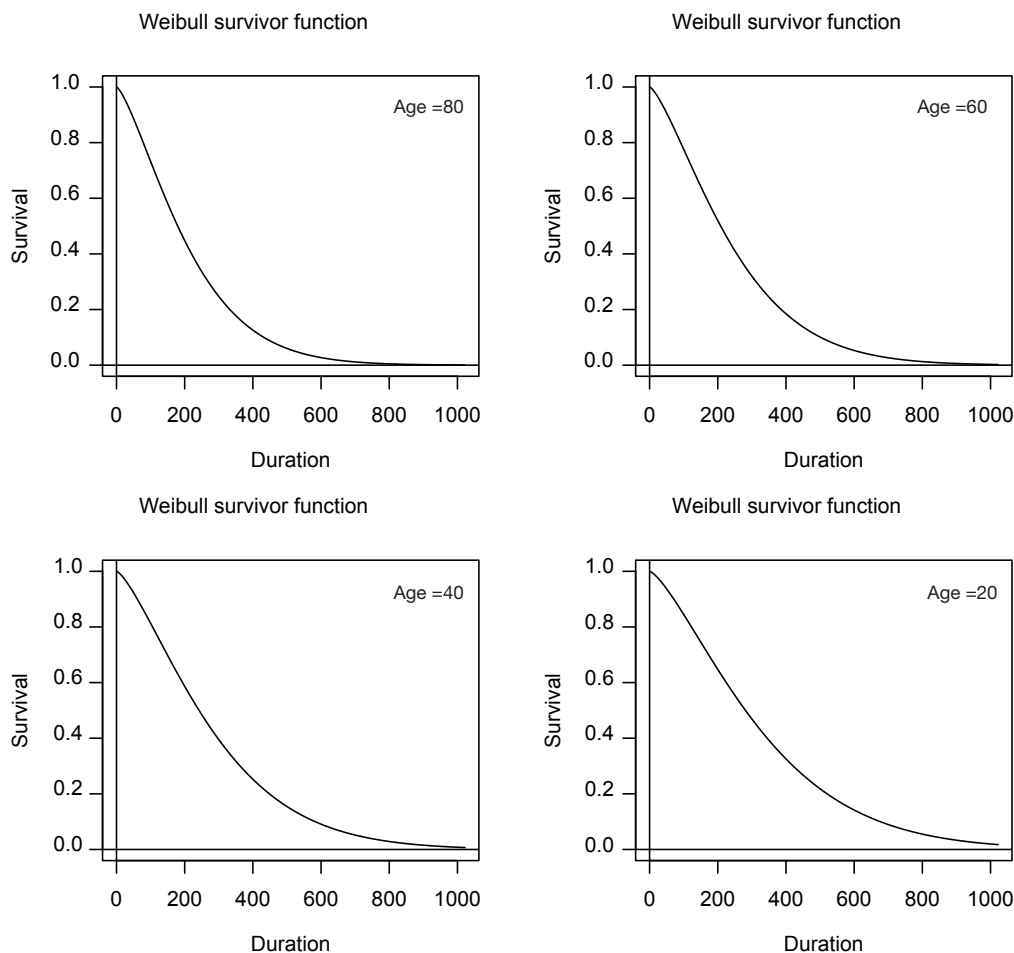 Weibull survivor function
Age =80
Survival
1.0
0.8
0.6
0.4
0.2
0.0
0 200 400 600 800 1000
Duration
Weibull survivor function
Age =60
Survival
1.0
0.8
0.6
0.4
0.2
0.0
0 200 400 600 800 1000
Duration
Weibull survivor function
Age =40
Survival
1.0
0.8
0.6
0.4
0.2
0.0
0 200 400 600 800 1000
Duration
Weibull survivor function
Age =20
Survival
1.0
0.8
0.6
0.4
0.2
0.0
0 200 400 600 800 1000
Duration